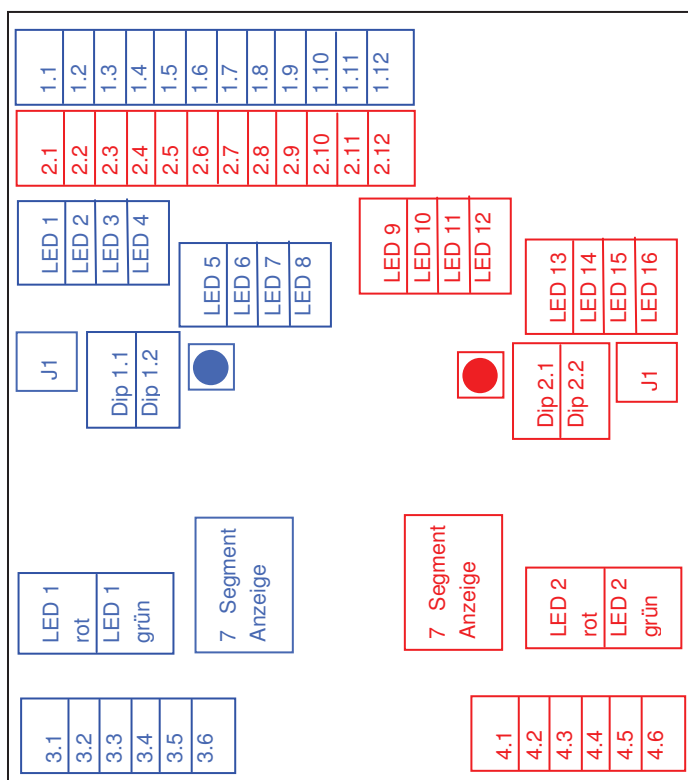 1.1
1.2
1.3
1.4
1.5
1.6
1.7
1.8
1.9
1.10
1.11
1.12
2.1
2.2
2.3
2.4
2.5
2.6
2.7
2.8
2.9
2.10
2.11
2.12
LED 1
LED 2
LED 3
LED 4
LED 5
LED 6
LED 7
LED 8
LED 9
LED 10
LED 11
LED 12
LED 13
LED 14
LED 15
LED 16
J1
Dip 1.1
Dip 1.2
Dip 2.1
Dip 2.2
J1
LED 1
rot
LED 1
grün
7 Segment
Anzeige
7 Segment
Anzeige
LED 2
rot
LED 2
grün
3.1
3.2
3.3
3.4
3.5
3.6
4.1
4.2
4.3
4.4
4.5
4.6